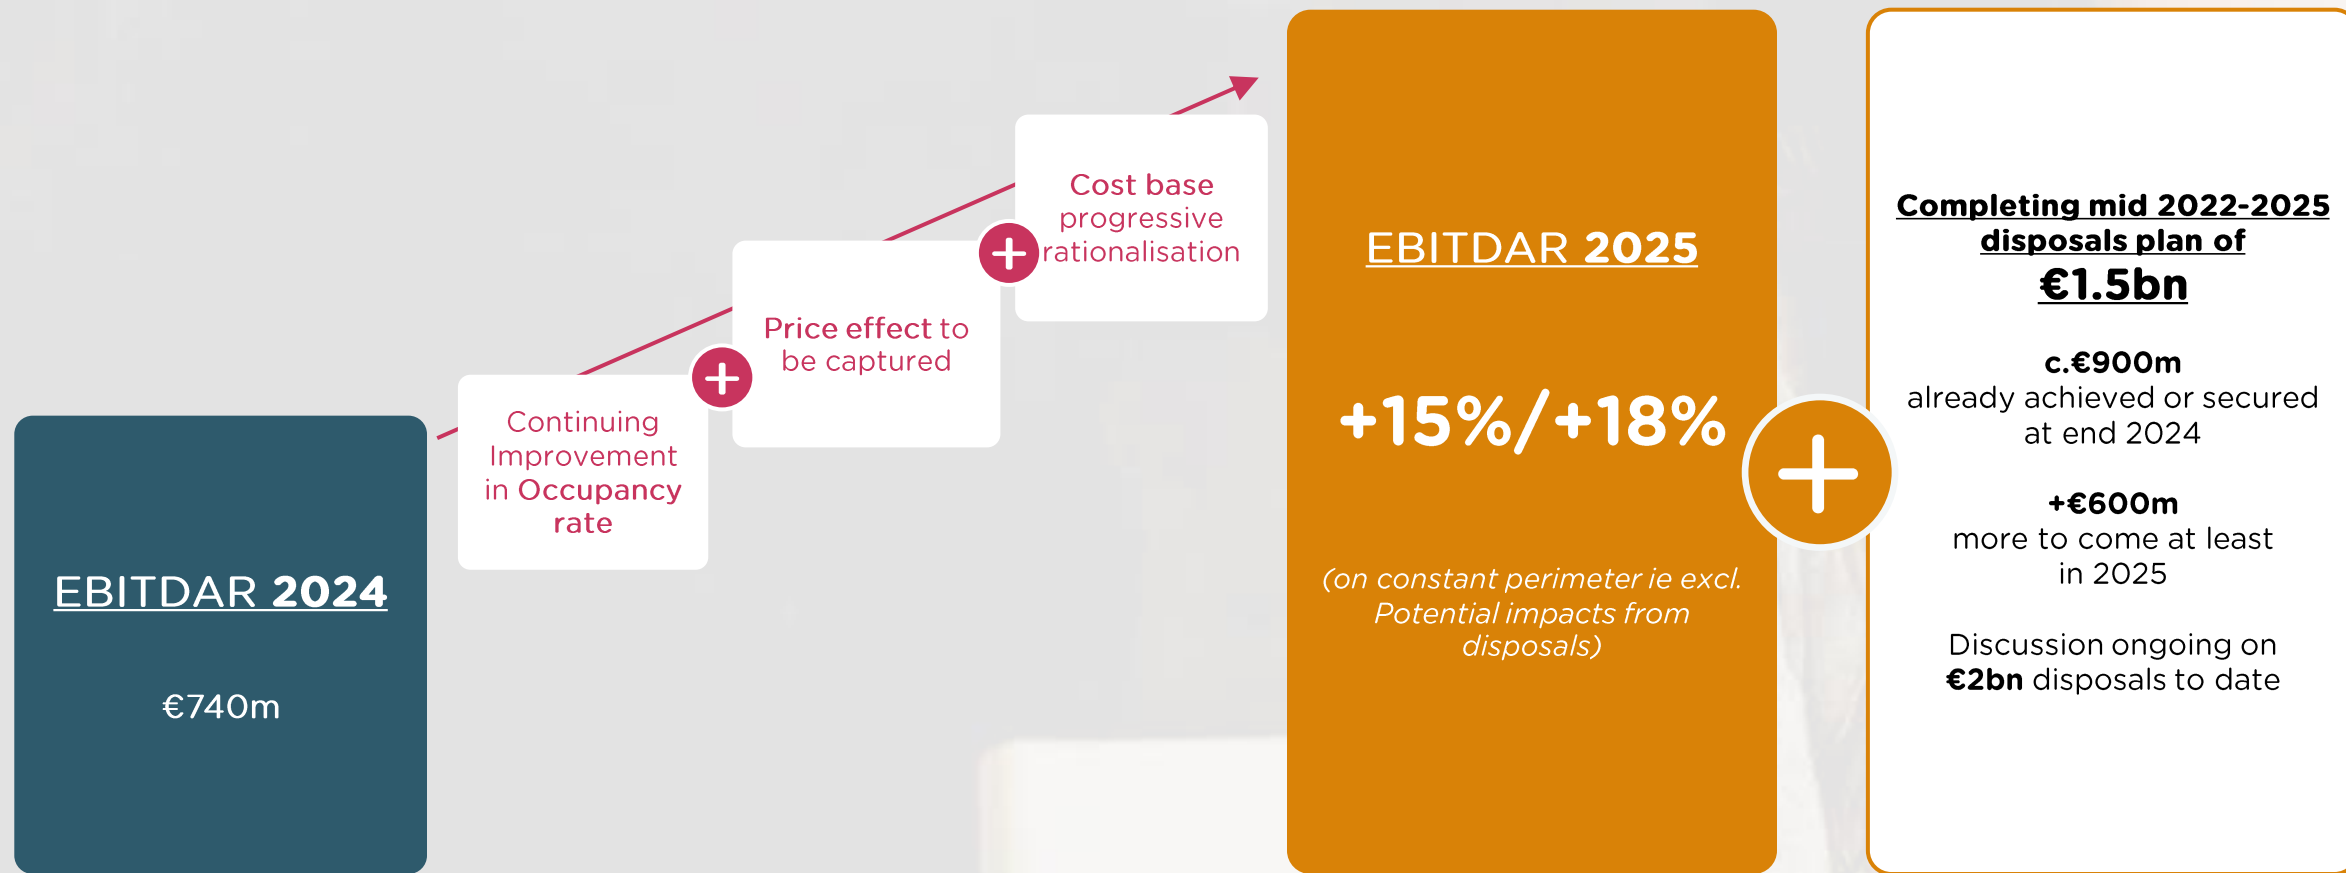 EBITDAR 2024
€740m
Continuing
Improvement
in Occupancy
rate
+
Price effect to
be captured
+
Cost base
progressive
rationalisation
EBITDAR 2025
+15%/+18%
(on constant perimeter ie excl.
Potential impacts from
disposals)
+
Completing mid 2022-2025
disposals plan of
€1.5bn
c.€900m
already achieved or secured
at end 2024
+€600m
more to come at least
in 2025
Discussion ongoing on
€2bn disposals to date